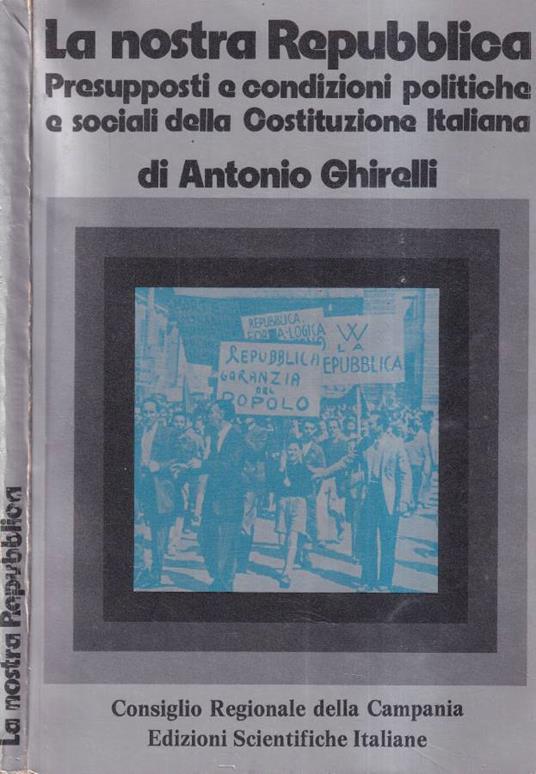 La nostra Repubblica
Presupposti e condizioni politiche
e sociali della Costituzione Italiana
di Antonio Ghirelli
REPUBBLICA
LOGICA
REPUBBLICA
GARANZIA
DEL
POPOLO
W
LA
EPUBBLICA
Consiglio Regionale della Campania
Edizioni Scientifiche Italiane
La nostra Repubblica